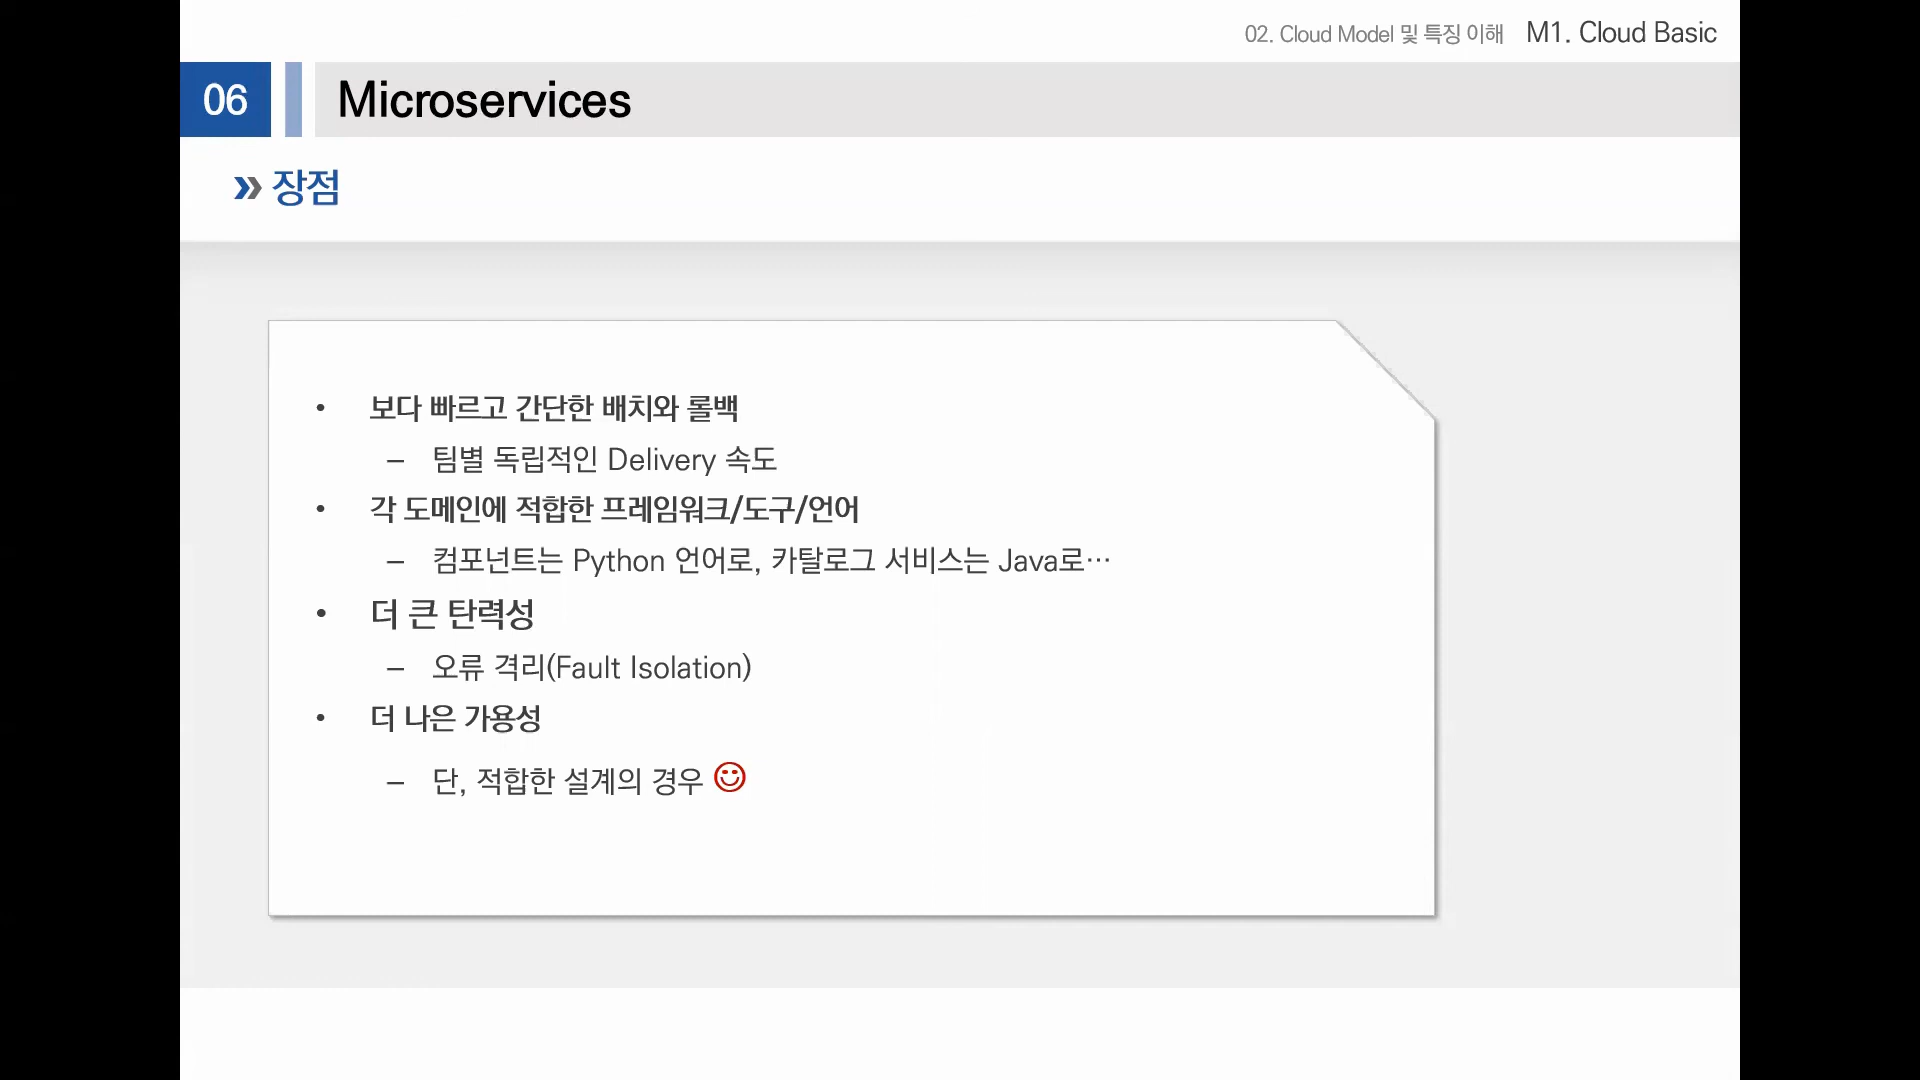 02. Cloud Model 및 특징 이해 M1. Cloud Basic
06 Microservices
장점
• 보다 빠르고 간단한 배치와 롤백
– 팀별 독립적인 Delivery 속도
• 각 도메인에 적합한 프레임워크/도구/언어
– 컴포넌트는 Python 언어로, 카탈로그 서비스는 Java로…
• 더 큰 탄력성
– 오류 격리(Fault Isolation)
• 더 나은 가용성
– 단, 적합한 설계의 경우